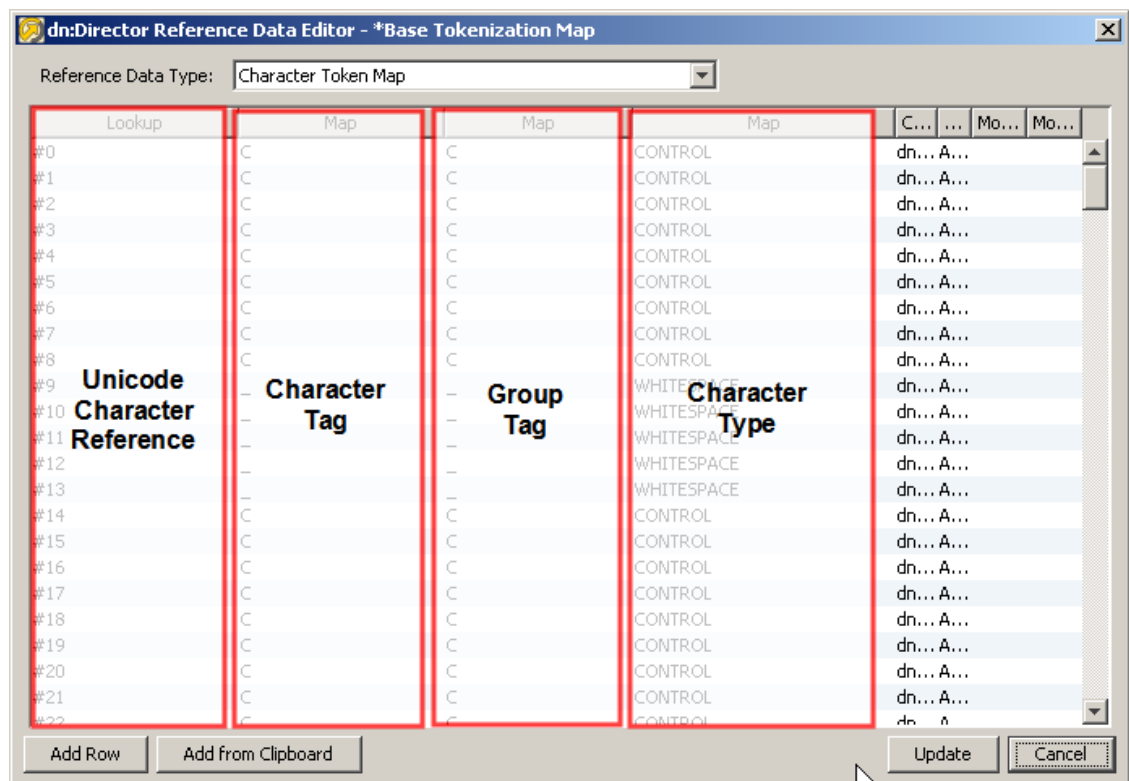 dn:Director Reference Data Editor - *Base Tokenization Map
Reference Data Type: Character Token Map
Lookup Map Map Map C... ... Mo... Mo...
#0 C C CONTROL dn... A...
#1 C C CONTROL dn... A...
#2 C C CONTROL dn... A...
#3 C C CONTROL dn... A...
#4 C C CONTROL dn... A...
#5 C C CONTROL dn... A...
#6 C C CONTROL dn... A...
#7 C C CONTROL dn... A...
#8 C C CONTROL dn... A...
#9 _ _ WHITESPACE dn... A...
#10 _ _ WHITESPACE dn... A...
#11 _ _ WHITESPACE dn... A...
#12 _ _ WHITESPACE dn... A...
#13 _ _ WHITESPACE dn... A...
#14 C C CONTROL dn... A...
#15 C C CONTROL dn... A...
#16 C C CONTROL dn... A...
#17 C C CONTROL dn... A...
#18 C C CONTROL dn... A...
#19 C C CONTROL dn... A...
#20 C C CONTROL dn... A...
#21 C C CONTROL dn... A...
#22 C C CONTROL dn A
Unicode
Character
Reference
Character
Tag
Group
Tag
Character
Type
Add Row Add from Clipboard Update Cancel